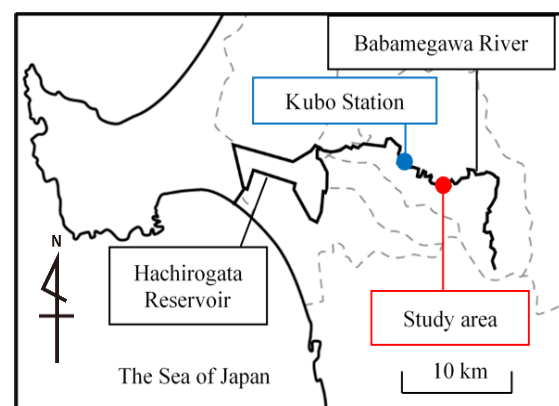 Babamegawa River
Kubo Station
N
Hachirogata
Reservoir
Study area
10 km
The Sea of Japan